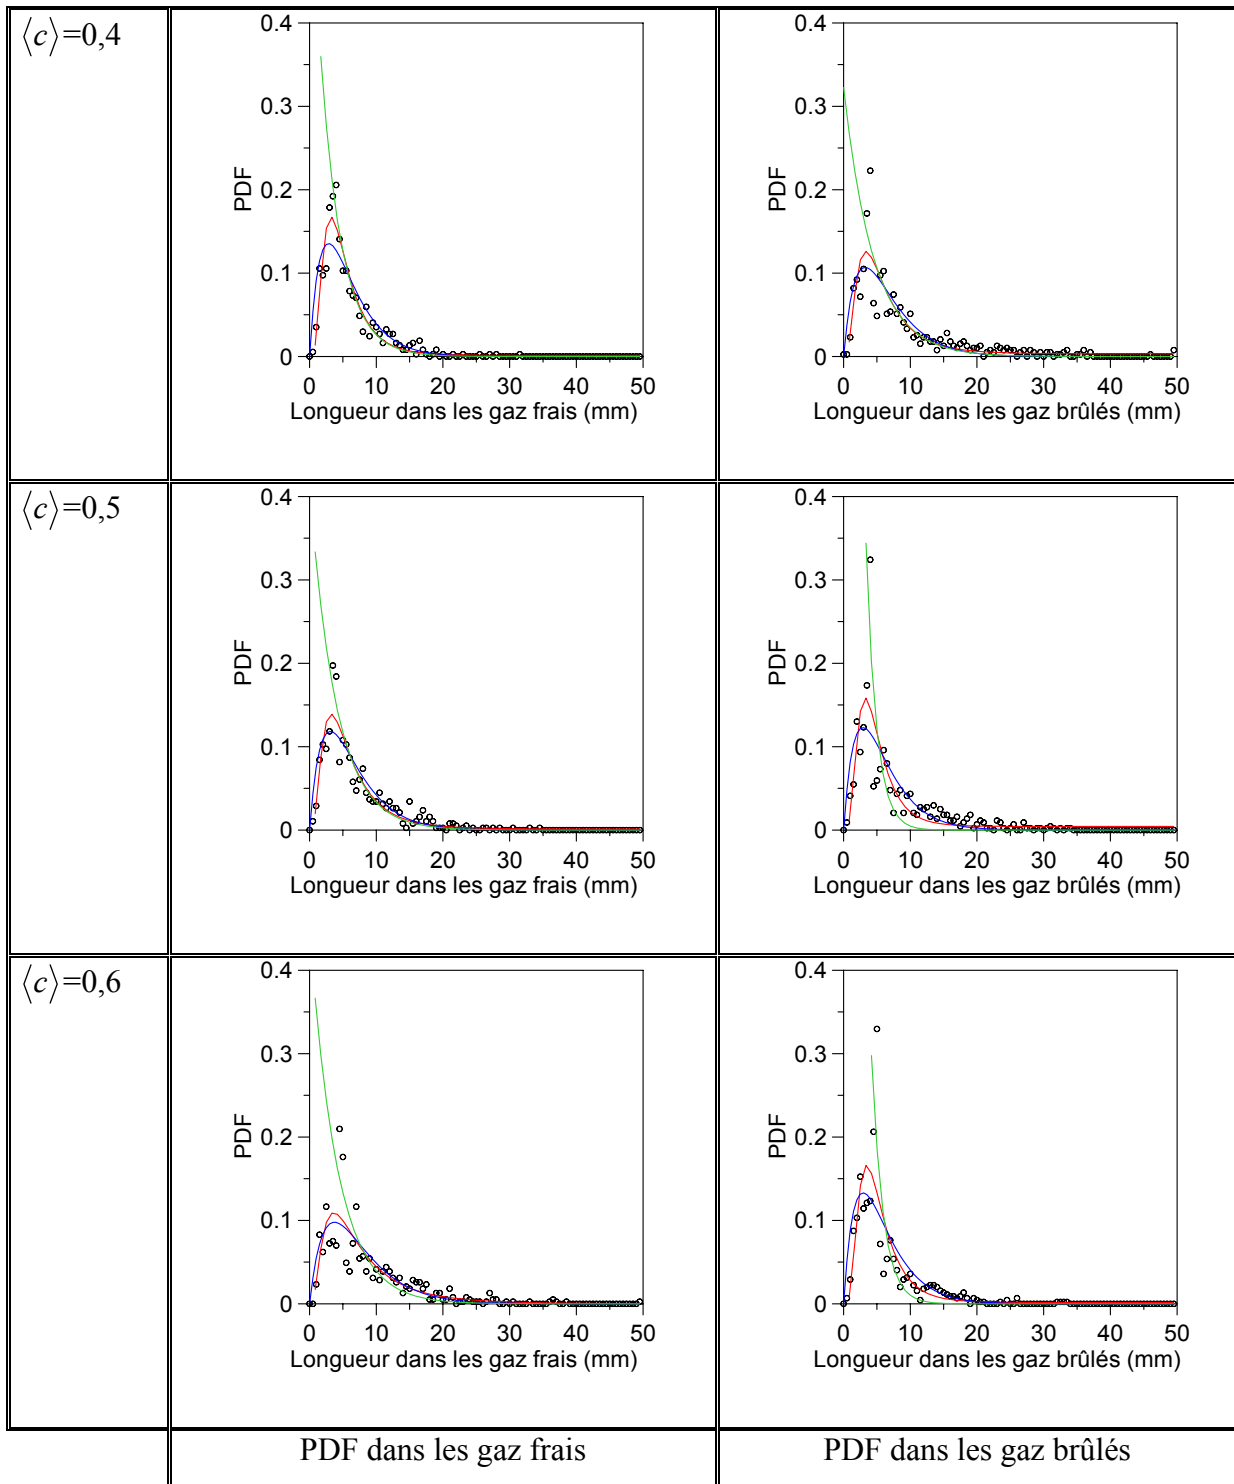 ⟨c⟩=0,4
0.4
0.3
0.2
0.1
0
PDF
0 10 20 30 40 50
Longueur dans les gaz frais (mm)
0.4
0.3
0.2
0.1
0
PDF
0 10 20 30 40 50
Longueur dans les gaz brûlés (mm)
⟨c⟩=0,5
0.4
0.3
0.2
0.1
0
PDF
0 10 20 30 40 50
Longueur dans les gaz frais (mm)
0.4
0.3
0.2
0.1
0
PDF
0 10 20 30 40 50
Longueur dans les gaz brûlés (mm)
⟨c⟩=0,6
0.4
0.3
0.2
0.1
0
PDF
0 10 20 30 40 50
Longueur dans les gaz frais (mm)
0.4
0.3
0.2
0.1
0
PDF
0 10 20 30 40 50
Longueur dans les gaz brûlés (mm)
PDF dans les gaz frais
PDF dans les gaz brûlés